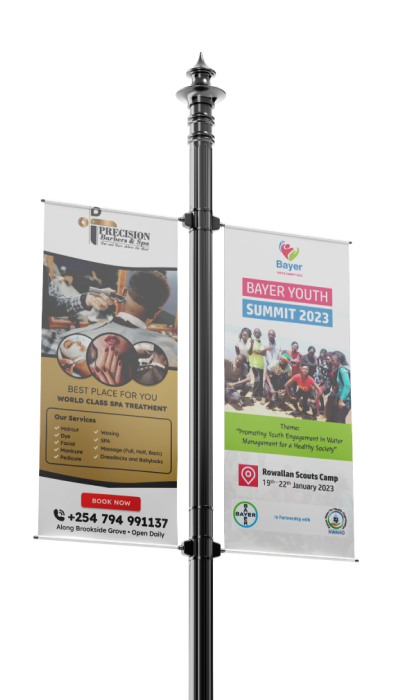 PRECISION
Barbers & Spa
BEST PLACE FOR YOU
WORLD CLASS SPA TREATMENT
Our Services
Haircut
Dye
Facial
Manicure
Pedicure
Waxing
SPA
Massage (Full, Half, Back)
Dreadlocks and Babylocks
BOOK NOW
+254 794 991137
Along Brookside Grove • Open Daily
Bayer
BAYER YOUTH
SUMMIT 2023
Theme:
"Promoting Youth Engagement In Water
Management for a Healthy Society"
Rowallan Scouts Camp
19th - 22th January 2023
BAYER
BAYER
In Partnership with